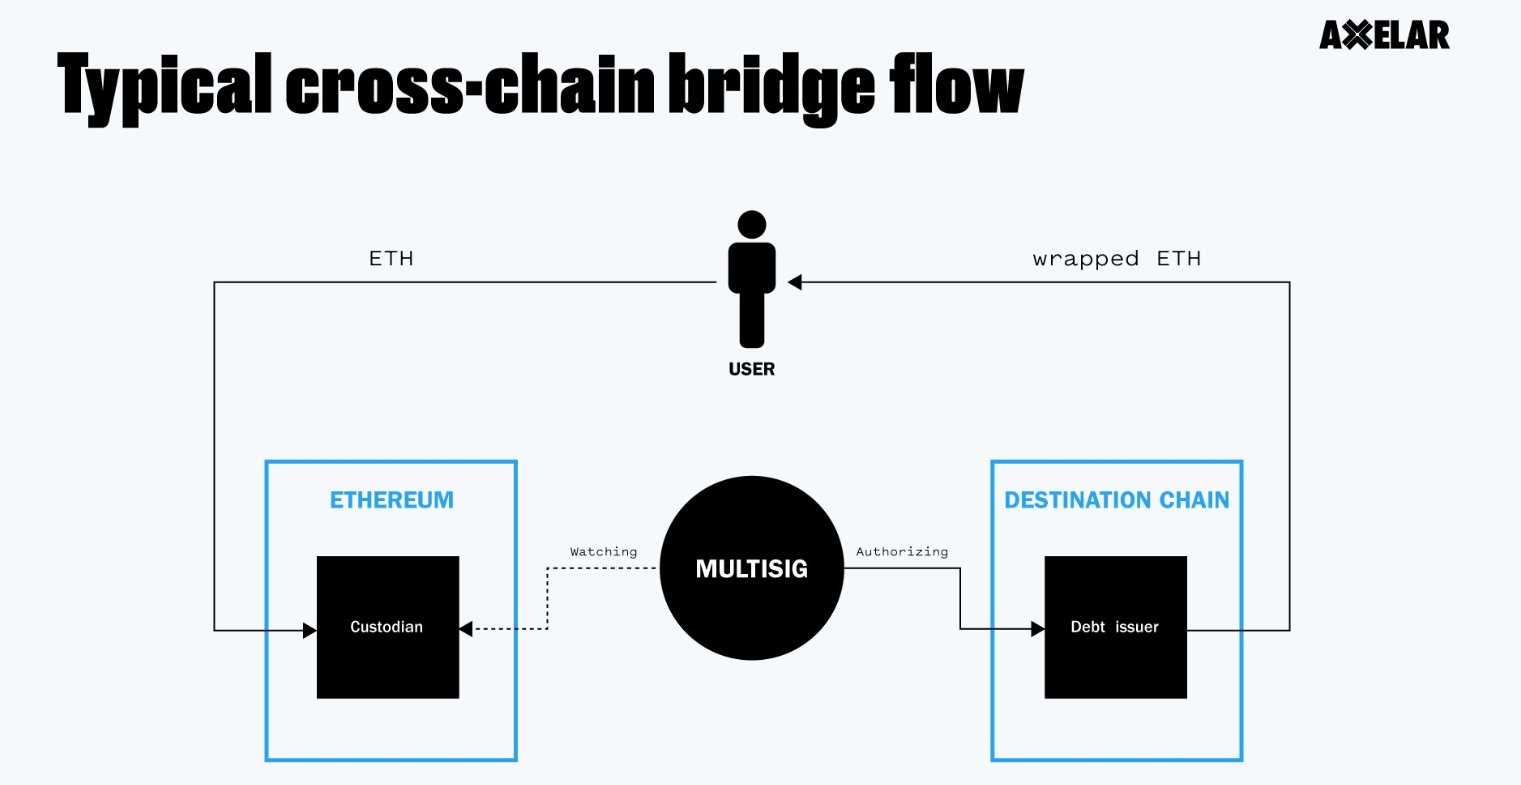 AXELAR
Typical cross-chain bridge flow
ETH
wrapped ETH
USER
ETHEREUM
DESTINATION CHAIN
Watching
MULTISIG
Authorizing
Custodian
Debt issuer